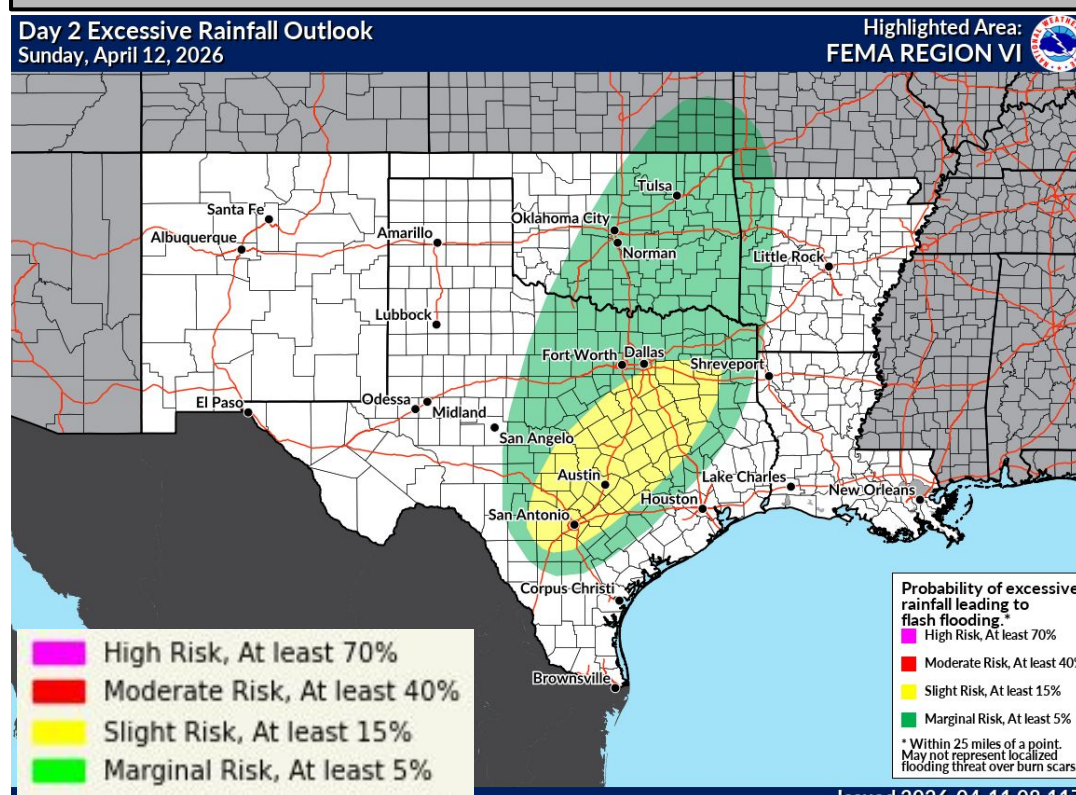 Day 2 Excessive Rainfall Outlook
Sunday, April 12, 2026
Highlighted Area:
FEMA REGION VI
Tulsa
Santa Fe
Oklahoma City
Albuquerque
Amarillo
Norman
Little Rock
Lubbock
Fort Worth
Dallas
Shreveport
El Paso
Odessa
Midland
San Angelo
Austin
Lake Charles
Houston
New Orleans
San Antonio
Corpus Christi
Brownsville
Probability of excessive
rainfall leading to
flash flooding.*
High Risk, At least 70%
Moderate Risk, At least 40%
Slight Risk, At least 15%
Marginal Risk, At least 5%
* Within 25 miles of a point.
May not represent localized
flooding threat over burn scars
High Risk, At least 70%
Moderate Risk, At least 40%
Slight Risk, At least 15%
Marginal Risk, At least 5%